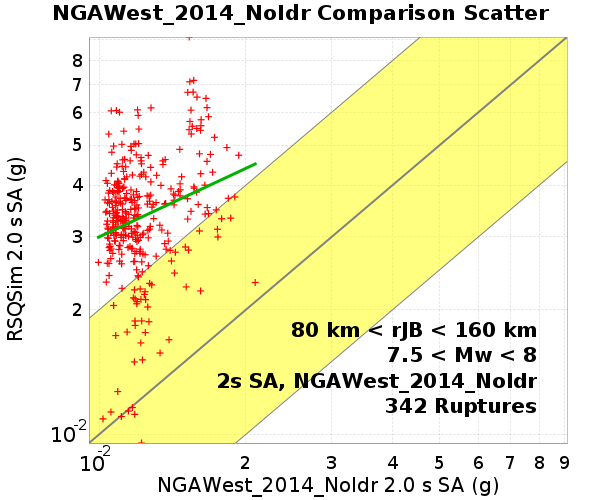 NGAWest_2014_NoIdr Comparison Scatter
RSQSim 2.0 s SA (g)
8
7
6
5
4
3
2
10-2
80 km < rJB < 160 km
7.5 < Mw < 8
2s SA, NGAWest_2014_NoIdr
342 Ruptures
10-2 2 3 4 5 6 7 8 9
NGAWest_2014_NoIdr 2.0 s SA (g)